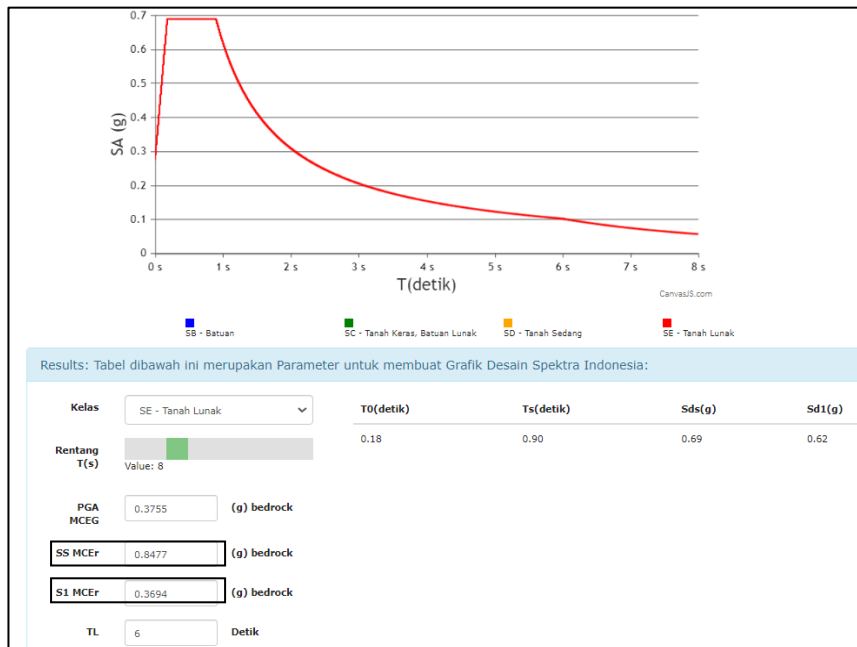 0.7
0.6
0.5
0.4
0.3
0.2
0.1
0
SA (g)
0 s 1 s 2 s 3 s 4 s 5 s 6 s 7 s 8 s
T(detik)
CanvasJS.com
SB - Batuan SC - Tanah Keras, Batuan Lunak SD - Tanah Sedang SE - Tanah Lunak
Results: Tabel dibawah ini merupakan Parameter untuk membuat Grafik Desain Spektra Indonesia:
Kelas SE - Tanah Lunak
Rentang T(s)
Value: 8
PGA MCEG 0.3755 (g) bedrock
SS MCEr 0.8477 (g) bedrock
S1 MCEr 0.3694 (g) bedrock
TL 6 Detik
T0(detik) Ts(detik) Sds(g) Sd1(g)
0.18 0.90 0.69 0.62